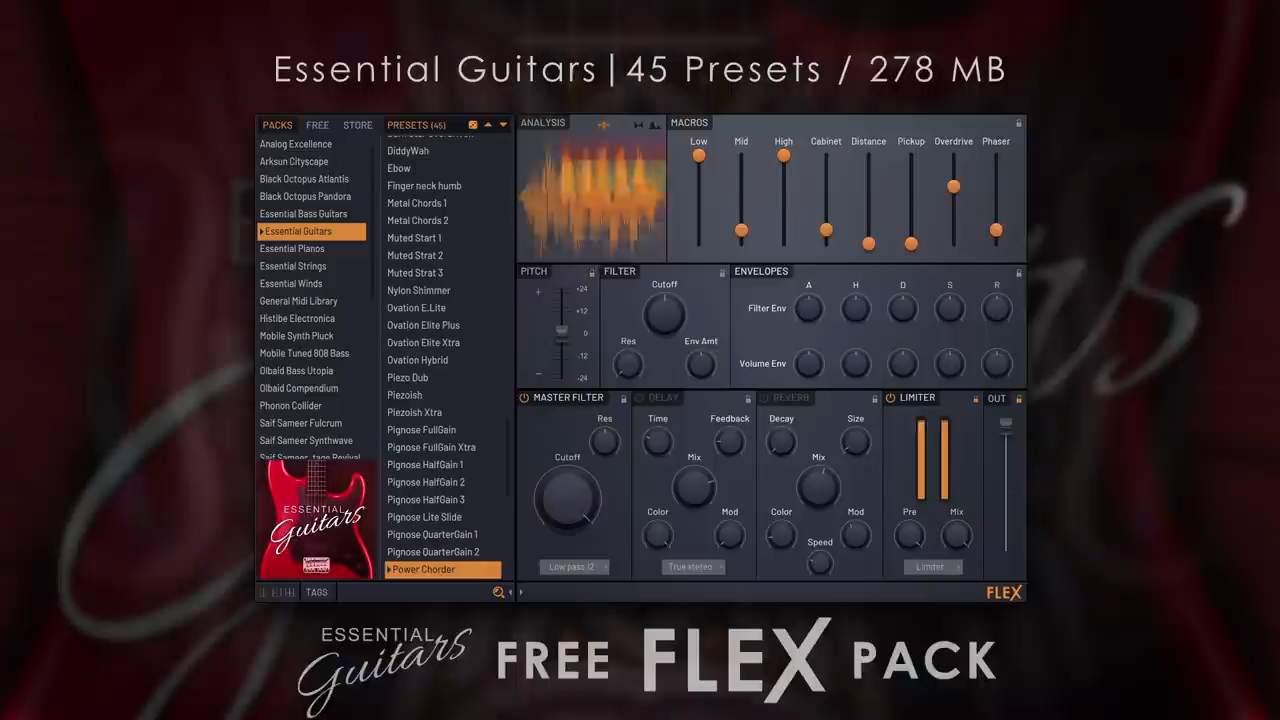 Essential Guitars|45 Presets / 278 MB
PACKS FREE STORE
Analog Excellence
Arksun Cityscape
Black Octopus Atlantis
Black Octopus Pandora
Essential Bass Guitars
Essential Guitars
Essential Pianos
Essential Strings
Essential Winds
General Midi Library
Histibe Electronica
Mobile Synth Pluck
Mobile Tuned 808 Bass
Olbaid Bass Utopia
Olbaid Compendium
Phonon Collider
Saif Sameer Fulcrum
Saif Sameer Synthwave
ESSENTIAL
Guitars
TAGS
PRESETS (45)
DiddyWah
Ebow
Finger neck humb
Metal Chords 1
Metal Chords 2
Muted Start 1
Muted Strat 2
Muted Strat 3
Nylon Shimmer
Ovation E.Lite
Ovation Elite Plus
Ovation Elite Xtra
Ovation Hybrid
Piezo Dub
Piezoish
Piezoish Xtra
Pignose FullGain
Pignose FullGain Xtra
Pignose HalfGain 1
Pignose HalfGain 2
Pignose HalfGain 3
Pignose Lite Slide
Pignose QuarterGain 1
Pignose QuarterGain 2
Power Chorder
ANALYSIS
MACROS
Low Mid High Cabinet Distance Pickup Overdrive Phaser
PITCH
+
+24
+12
0
-12
-24
−
FILTER
Cutoff
Res Env Amt
ENVELOPES
A H D S R
Filter Env
Volume Env
MASTER FILTER
Res
Cutoff
Low pass 12
DELAY
Time Feedback
Mix
Color Mod
True stereo
REVERB
Decay Size
Mix
Color Mod
Speed
LIMITER
Pre Mix
Limiter
OUT
FLEX
ESSENTIAL
Guitars
FREE FLEX PACK